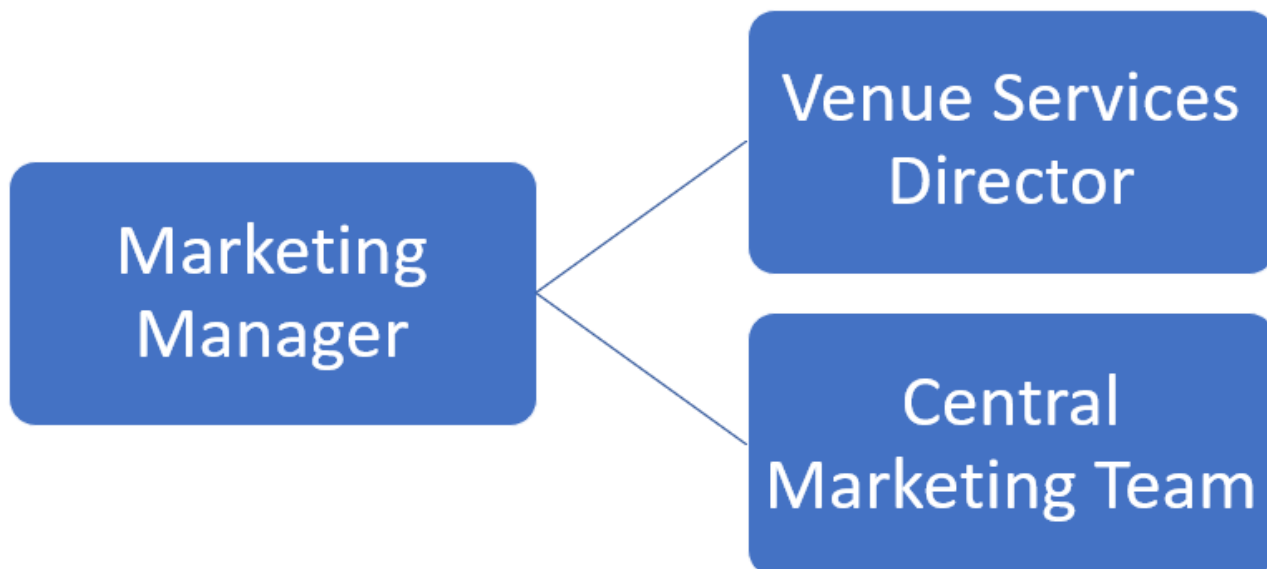 Marketing
Manager
Venue Services
Director
Central
Marketing Team